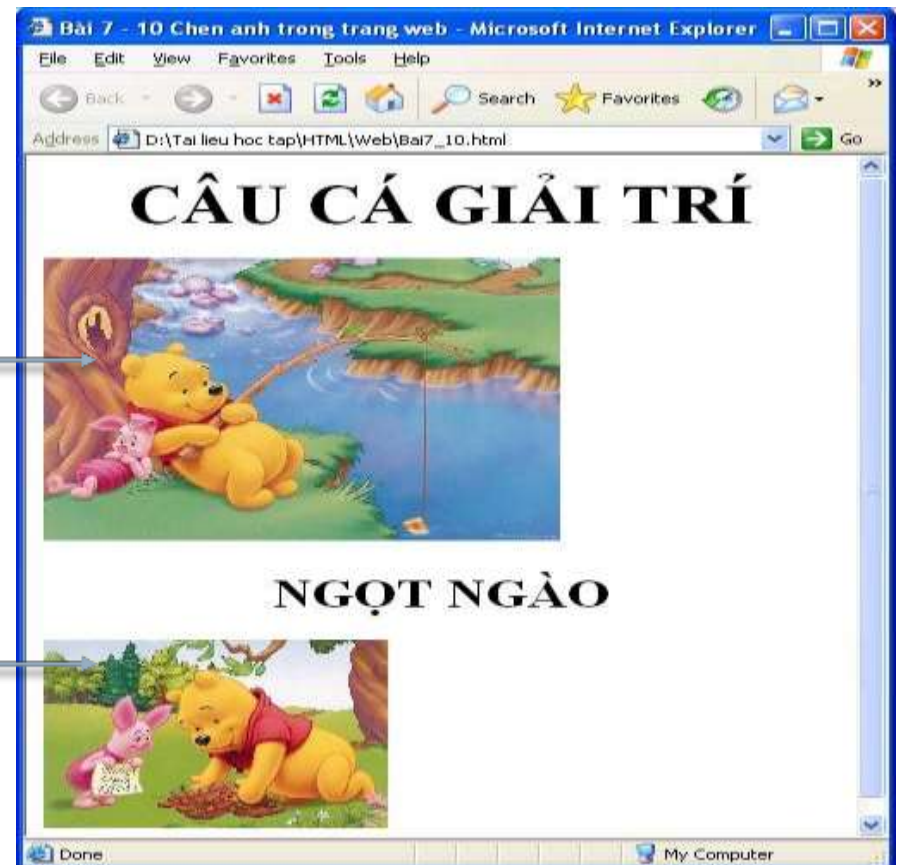 Bài 7 - 10 Chen anh trong trang web - Microsoft Internet Explorer
File Edit View Favorites Tools Help
Back Search Favorites »
Address D:\Tai lieu hoc tap\HTML\Web\Bai7_10.html Go
CÂU CÁ GIẢI TRÍ
NGỌT NGÀO
Done My Computer